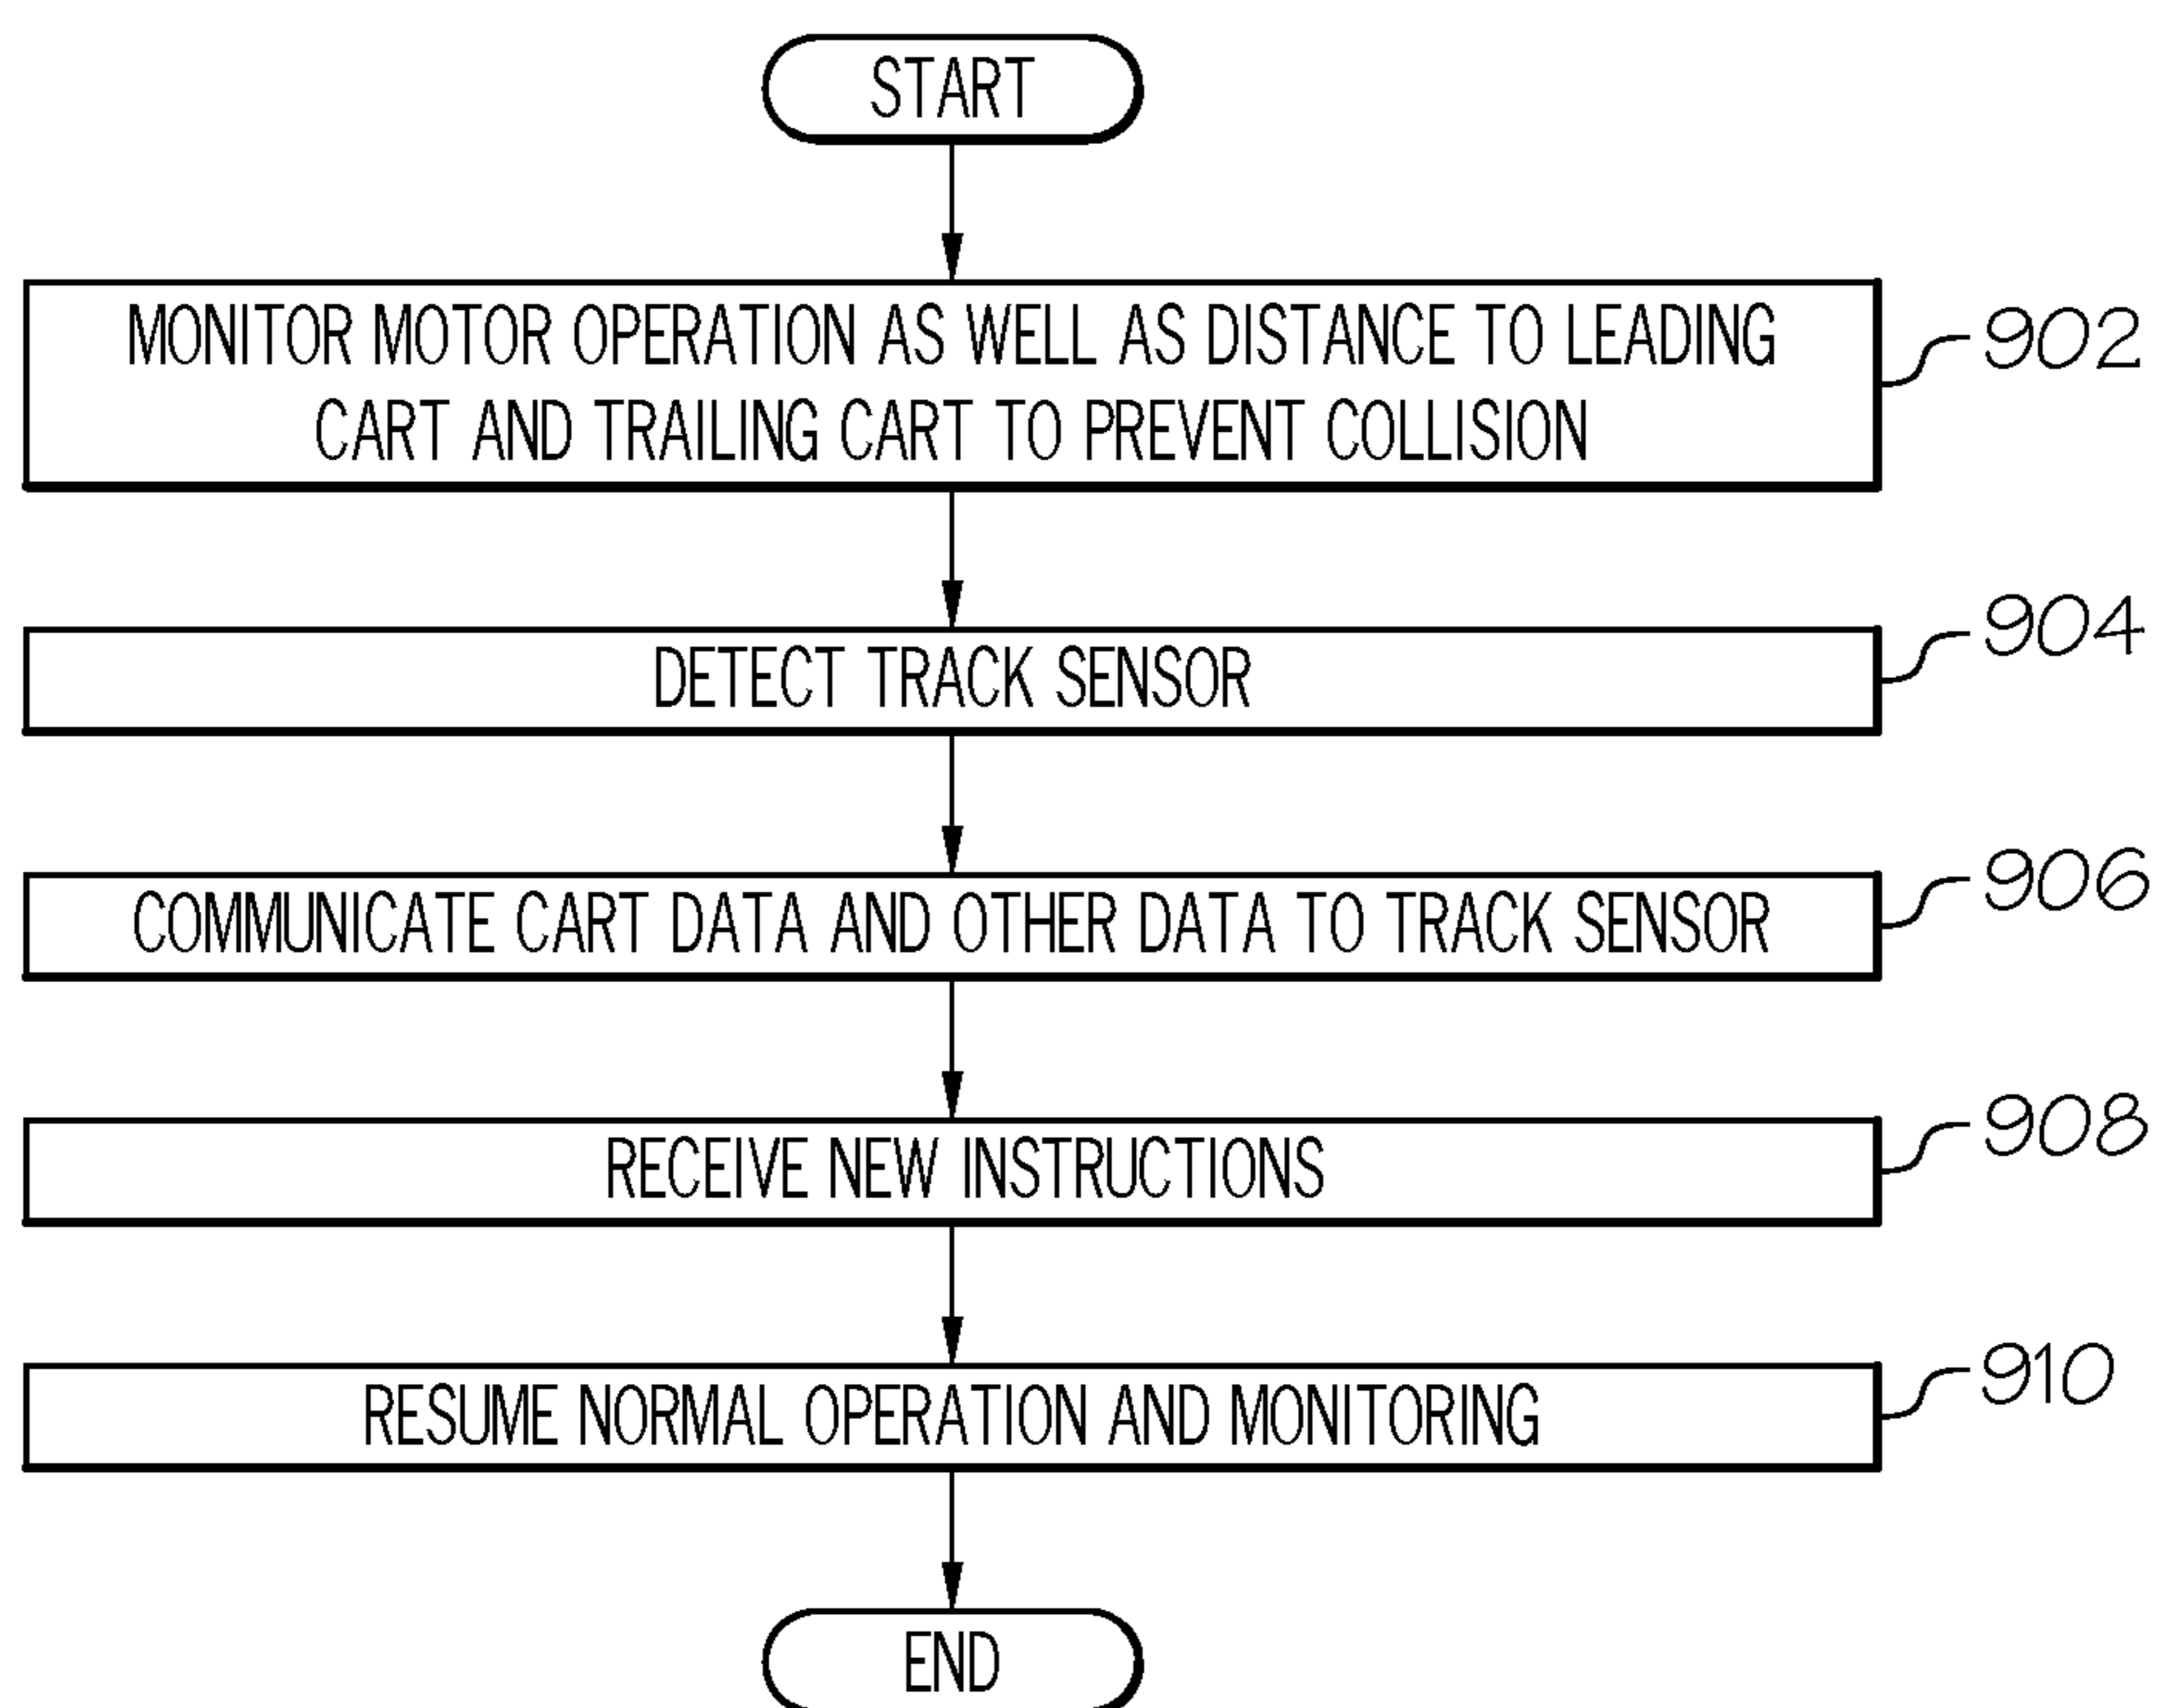 START
MONITOR MOTOR OPERATION AS WELL AS DISTANCE TO LEADING
CART AND TRAILING CART TO PREVENT COLLISION
902
DETECT TRACK SENSOR
904
COMMUNICATE CART DATA AND OTHER DATA TO TRACK SENSOR
906
RECEIVE NEW INSTRUCTIONS
908
RESUME NORMAL OPERATION AND MONITORING
910
END